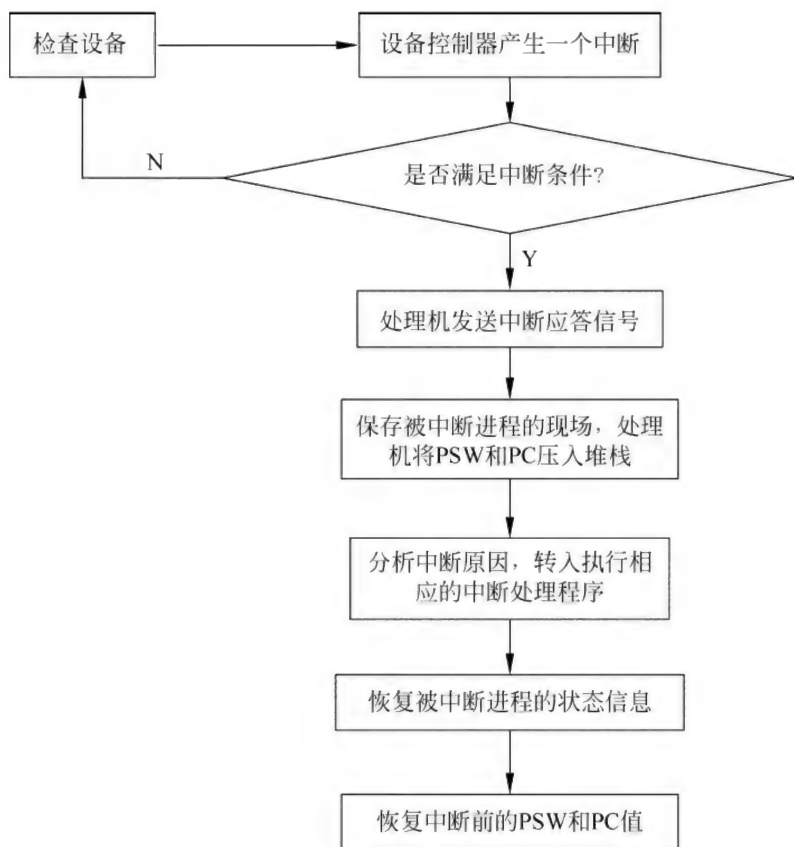 检查设备
设备控制器产生一个中断
N
是否满足中断条件?
Y
处理机发送中断应答信号
保存被中断进程的现场，处理
机将PSW和PC压入堆栈
分析中断原因，转入执行相
应的中断处理程序
恢复被中断进程的状态信息
恢复中断前的PSW和PC值